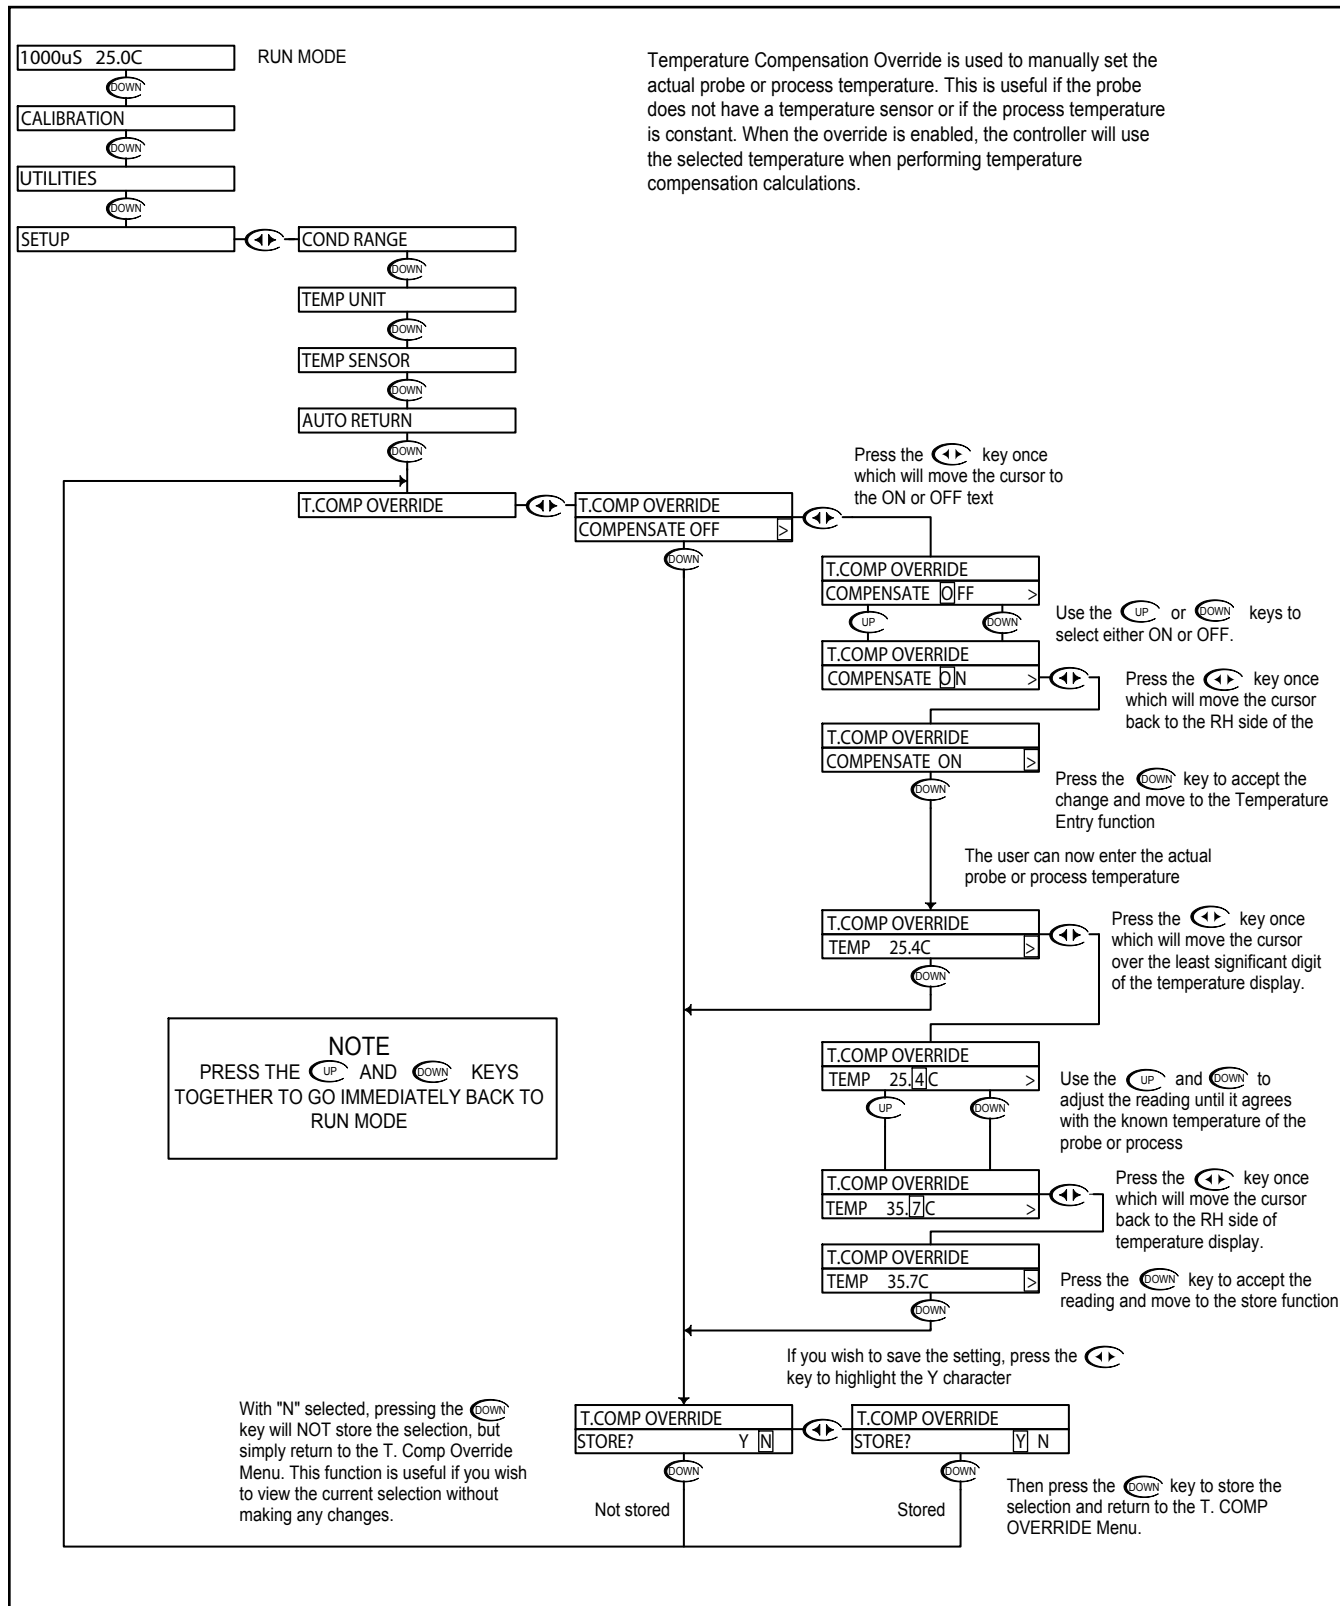 1000uS 25.0C
RUN MODE
DOWN
CALIBRATION
DOWN
UTILITIES
DOWN
SETUP
Temperature Compensation Override is used to manually set the
actual probe or process temperature. This is useful if the probe
does not have a temperature sensor or if the process temperature
is constant. When the override is enabled, the controller will use
the selected temperature when performing temperature
compensation calculations.
COND RANGE
DOWN
TEMP UNIT
DOWN
TEMP SENSOR
DOWN
AUTO RETURN
DOWN
T.COMP OVERRIDE
T.COMP OVERRIDE
COMPENSATE OFF >
DOWN
Press the key once
which will move the cursor to
the ON or OFF text
T.COMP OVERRIDE
COMPENSATE OFF >
UP DOWN
Use the UP or DOWN keys to
select either ON or OFF.
T.COMP OVERRIDE
COMPENSATE ON >
Press the key once
which will move the cursor
back to the RH side of the
T.COMP OVERRIDE
COMPENSATE ON >
DOWN
Press the DOWN key to accept the
change and move to the Temperature
Entry function
The user can now enter the actual
probe or process temperature
T.COMP OVERRIDE
TEMP 25.4C >
DOWN
Press the key once
which will move the cursor
over the least significant digit
of the temperature display.
NOTE
PRESS THE UP AND DOWN KEYS
TOGETHER TO GO IMMEDIATELY BACK TO
RUN MODE
T.COMP OVERRIDE
TEMP 25.4C >
UP DOWN
Use the UP and DOWN to
adjust the reading until it agrees
with the known temperature of the
probe or process
T.COMP OVERRIDE
TEMP 35.7C >
Press the key once
which will move the cursor
back to the RH side of
temperature display.
T.COMP OVERRIDE
TEMP 35.7C >
DOWN
Press the DOWN key to accept the
reading and move to the store function
If you wish to save the setting, press the
key to highlight the Y character
With "N" selected, pressing the DOWN
key will NOT store the selection, but
simply return to the T. Comp Override
Menu. This function is useful if you wish
to view the current selection without
making any changes.
T.COMP OVERRIDE
STORE? Y N
DOWN
Not stored
T.COMP OVERRIDE
STORE? Y N
DOWN
Stored
Then press the DOWN key to store the
selection and return to the T. COMP
OVERRIDE Menu.